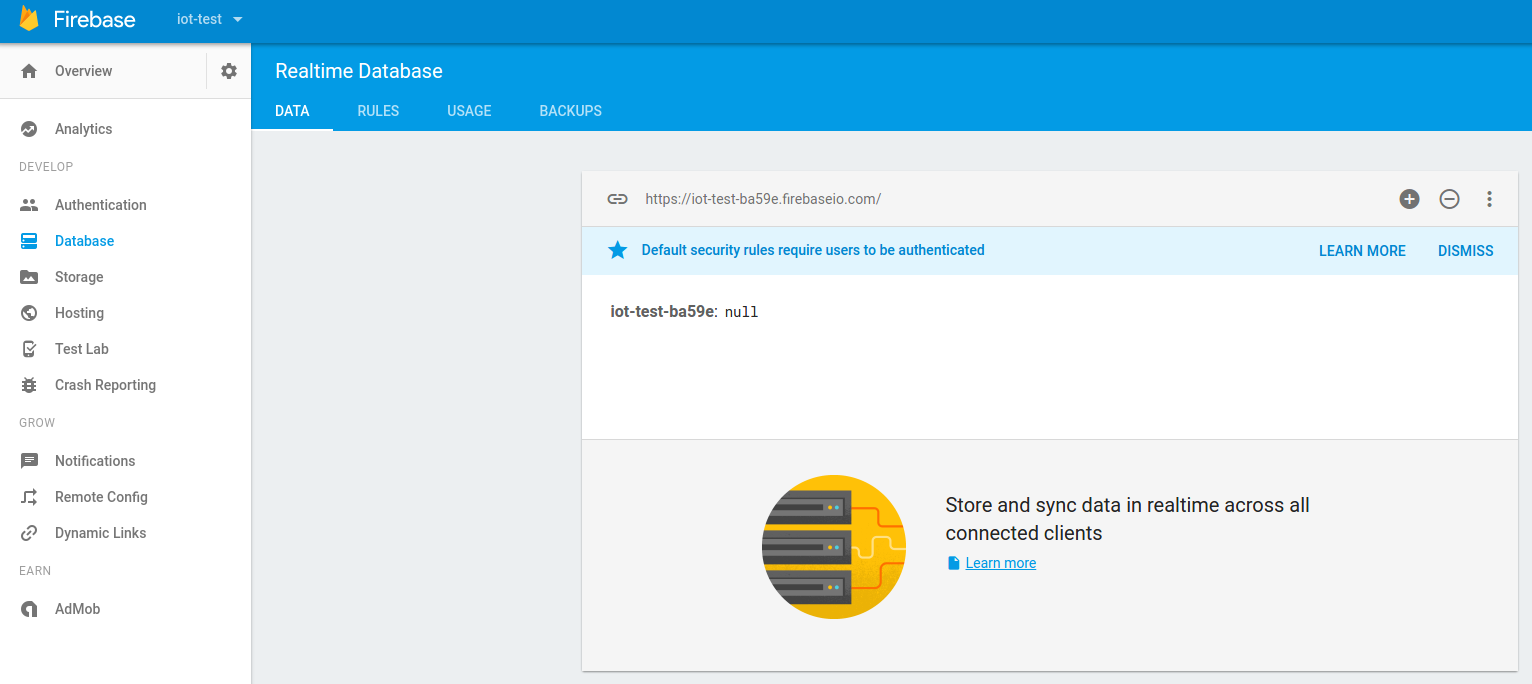 Firebase
iot-test
Overview
Analytics
DEVELOP
Authentication
Database
Storage
Hosting
Test Lab
Crash Reporting
GROW
Notifications
Remote Config
Dynamic Links
EARN
AdMob
Realtime Database
DATA RULES USAGE BACKUPS
https://iot-test-ba59e.firebaseio.com/
Default security rules require users to be authenticated LEARN MORE DISMISS
iot-test-ba59e: null
Store and sync data in realtime across all
connected clients
Learn more